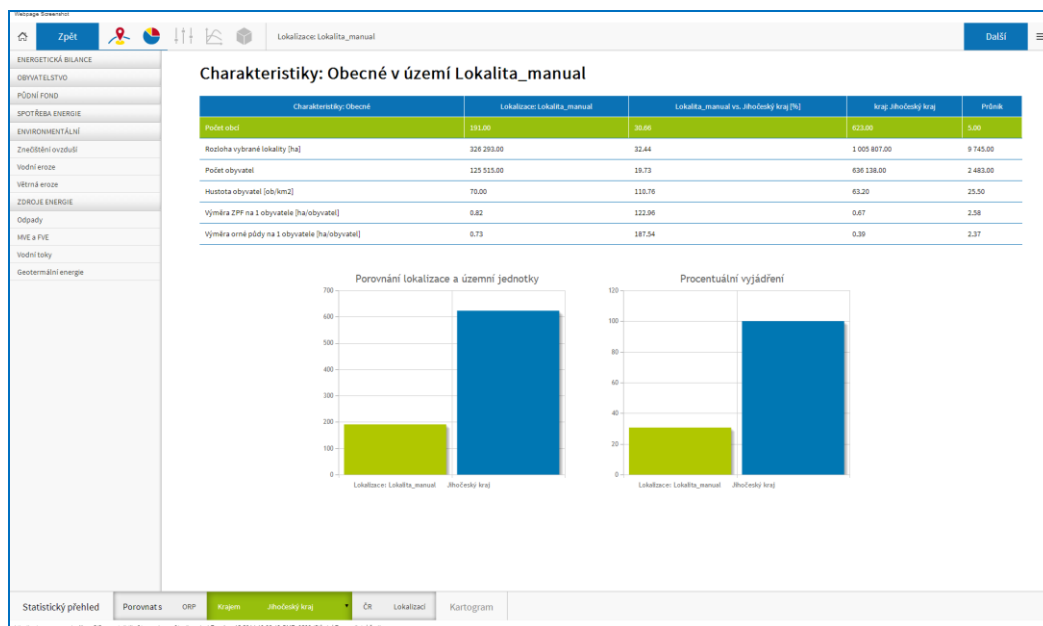 Webpage Screenshot
Zpět
Lokalizace: Lokalita_manual
Další
ENERGETICKÁ BILANCE
OBYVATELSTVO
PŮDNÍ FOND
SPOTŘEBA ENERGIE
ENVIRONMENTÁLNÍ
Znečištění ovzduší
Vodní eroze
Větrná eroze
ZDROJE ENERGIE
Odpady
MVE a FVE
Vodní toky
Geotermální energie
Charakteristiky: Obecné v území Lokalita_manual
Charakteristiky: Obecné Lokalizace: Lokalita_manual Lokalita_manual vs. Jihočeský kraj [%] kraj: Jihočeský kraj Průnik
Počet obcí 191.00 30.66 623.00 5.00
Rozloha vybrané lokality [ha] 326 293.00 32.44 1 005 807.00 9 745.00
Počet obyvatel 125 515.00 19.73 636 138.00 2 483.00
Hustota obyvatel [ob/km2] 70.00 110.76 63.20 25.50
Výměra ZPF na 1 obyvatele [ha/obyvatel] 0.82 122.96 0.67 2.58
Výměra orné půdy na 1 obyvatele [ha/obyvatel] 0.73 187.54 0.39 2.37
Porovnání lokalizace a územní jednotky
700
600
500
400
300
200
100
0
Lokalizace: Lokalita_manual Jihočeský kraj
Procentuální vyjádření
120
100
80
60
40
20
0
Lokalizace: Lokalita_manual Jihočeský kraj
Statistický přehled Porovnat s ORP Krajem Jihočeský kraj ČR Lokalizací Kartogram